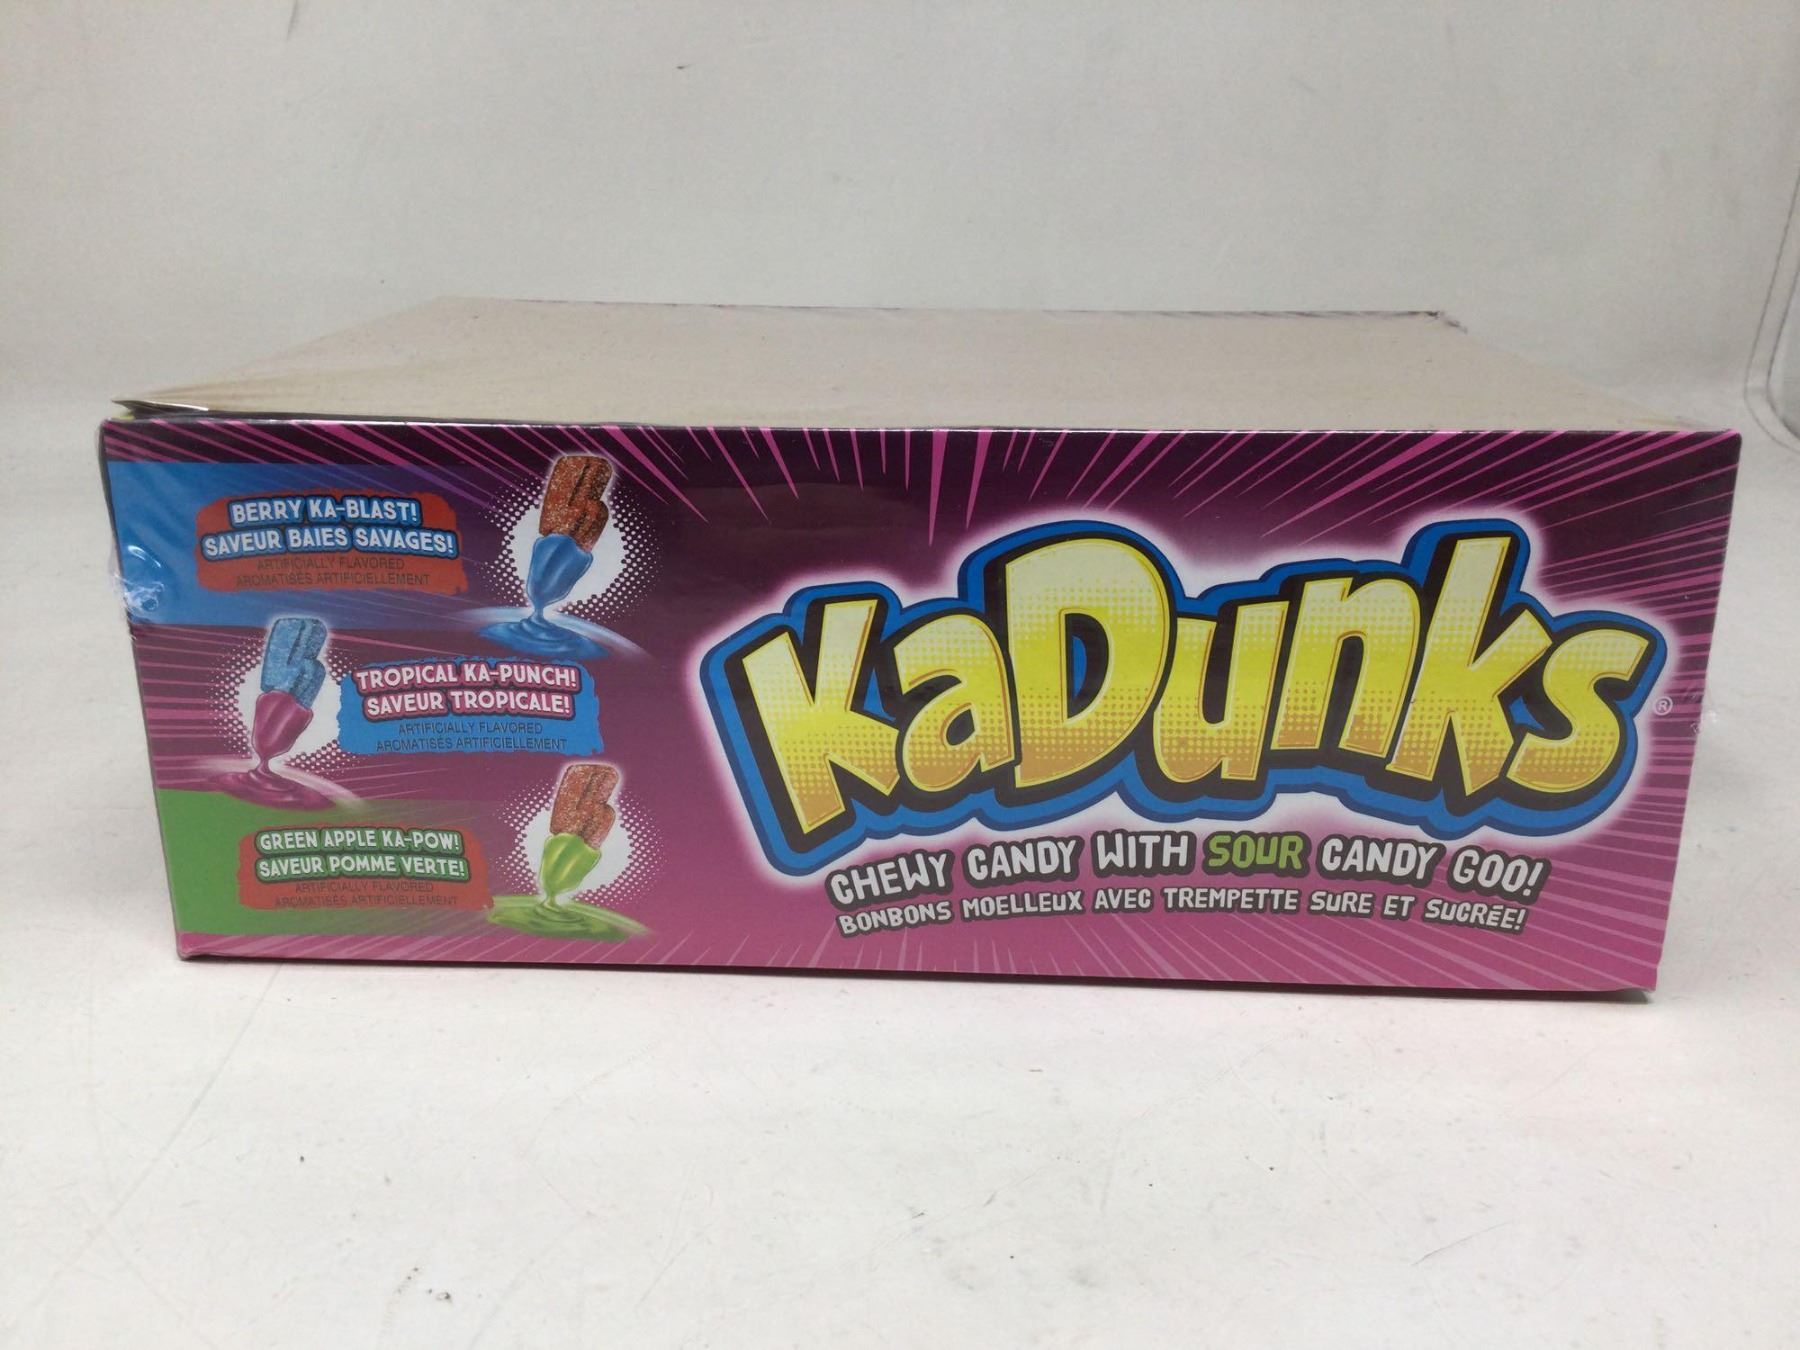 BERRY KA-BLAST!
SAVEUR BAIES SAVAGES!
ARTIFICIALLY FLAVORED
AROMATISÉS ARTIFICIELLEMENT
TROPICAL KA-PUNCH!
SAVEUR TROPICALE!
ARTIFICIALLY FLAVORED
AROMATISÉS ARTIFICIELLEMENT
GREEN APPLE KA-POW!
SAVEUR POMME VERTE!
ARTIFICIALLY FLAVORED
AROMATISÉS ARTIFICIELLEMENT
KaDunks®
CHEWY CANDY WITH SOUR CANDY GOO!
BONBONS MOELLEUX AVEC TREMPETTE SURE ET SUCRÉE!